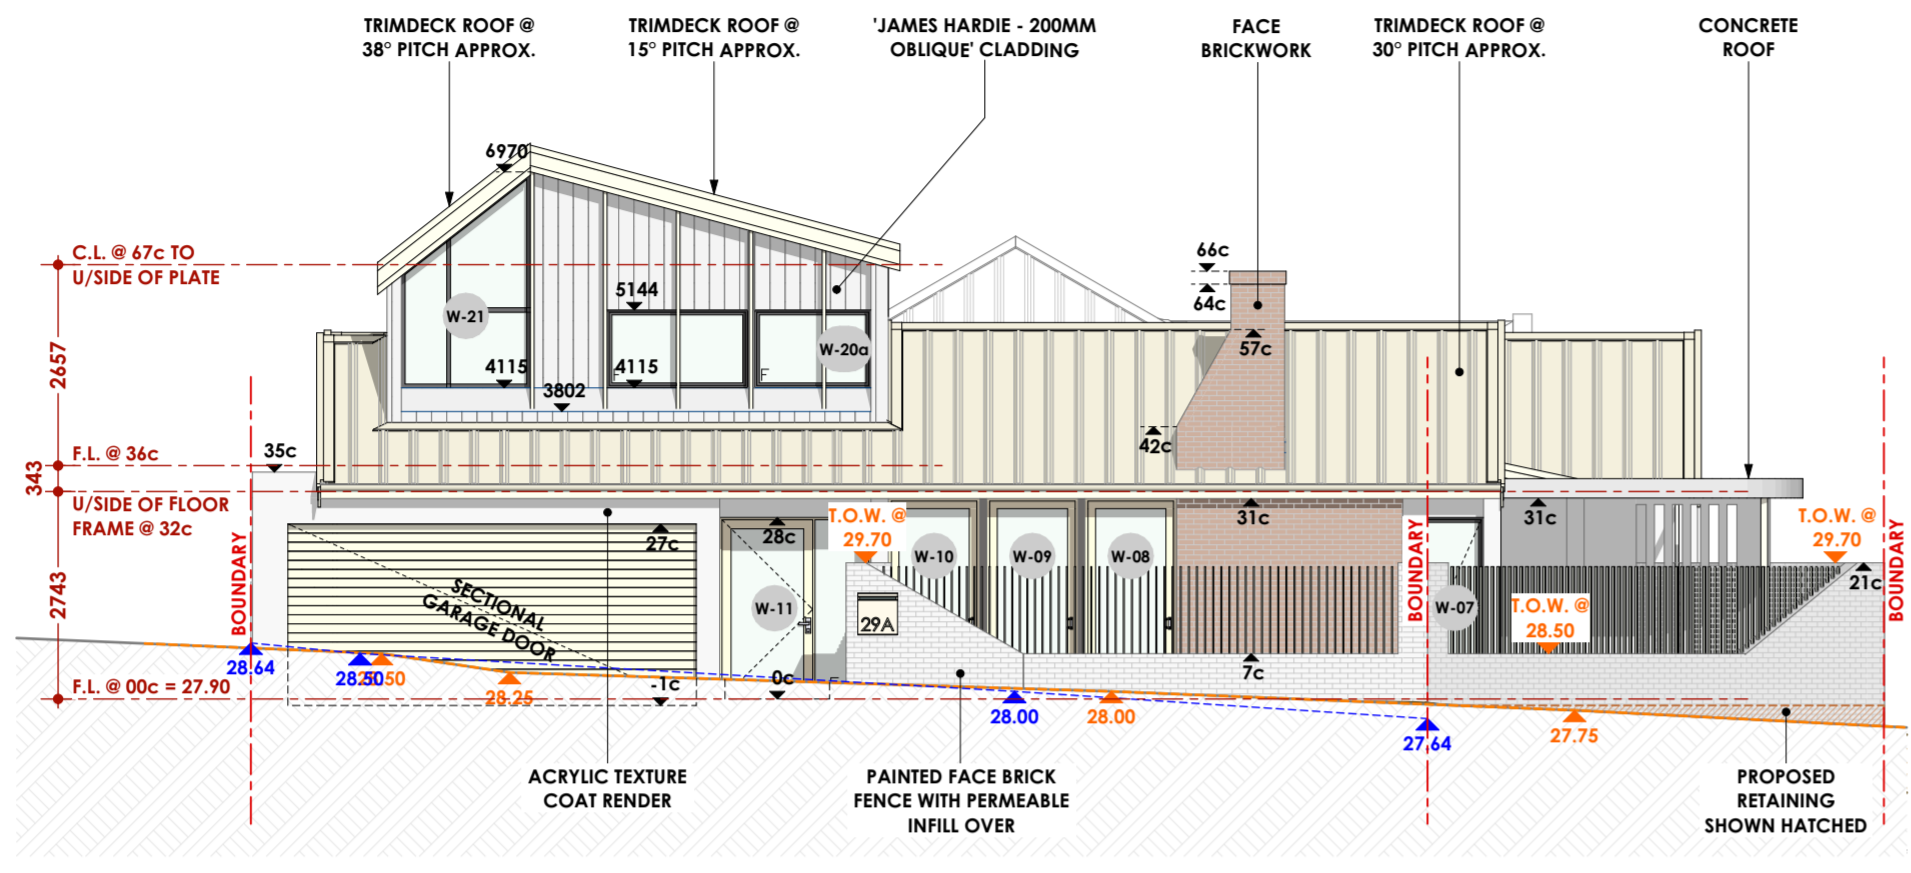 TRIMDECK ROOF @
38° PITCH APPROX.
TRIMDECK ROOF @
15° PITCH APPROX.
'JAMES HARDIE - 200MM
OBLIQUE' CLADDING
FACE
BRICKWORK
TRIMDECK ROOF @
30° PITCH APPROX.
CONCRETE
ROOF
6970
C.L. @ 67c TO
U/SIDE OF PLATE
66c
64c
5144
W-21
W-20a
57c
2657
4115
4115
F
F
3802
42c
35c
F.L. @ 36c
343
U/SIDE OF FLOOR
FRAME @ 32c
27c
28c
T.O.W. @
29.70
31c
31c
T.O.W. @
29.70
BOUNDARY
BOUNDARY
BOUNDARY
W-10
W-09
W-08
21c
2743
SECTIONAL
GARAGE DOOR
W-11
29A
W-07
T.O.W. @
28.50
28.64
28.50
28.50
28.25
-1c
0c
7c
F.L. @ 00c = 27.90
28.00
28.00
27.64
27.75
ACRYLIC TEXTURE
COAT RENDER
PAINTED FACE BRICK
FENCE WITH PERMEABLE
INFILL OVER
PROPOSED
RETAINING
SHOWN HATCHED